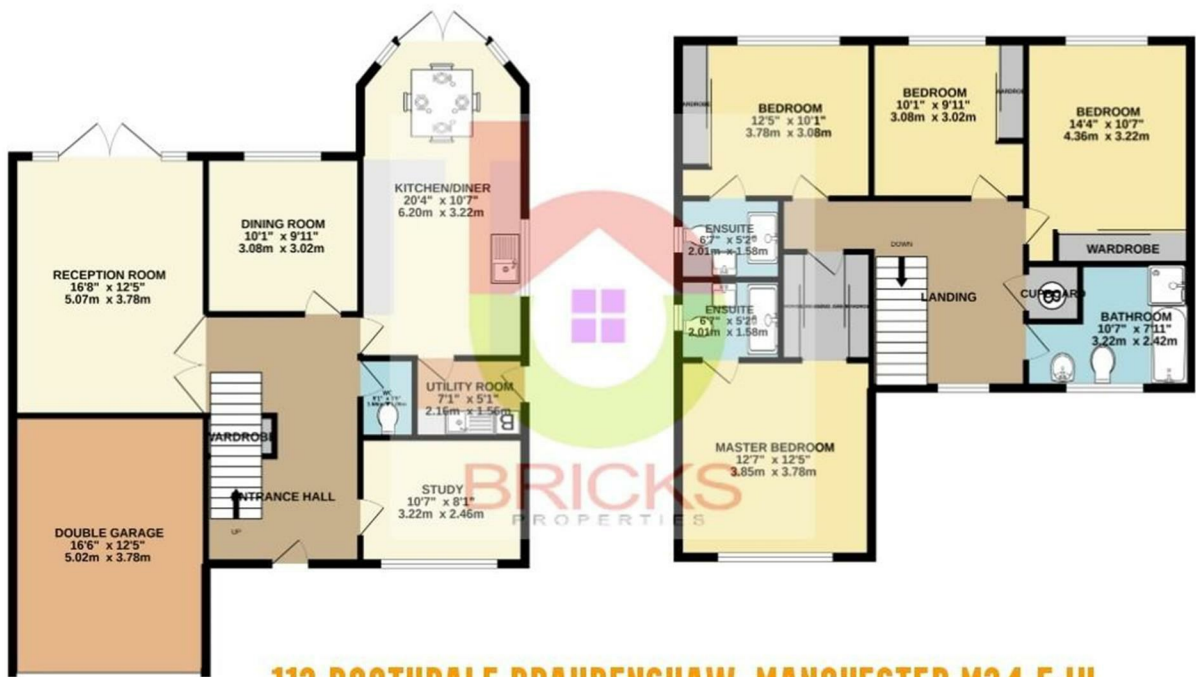 RECEPTION ROOM
16'8" x 12'5"
5.07m x 3.78m
DINING ROOM
10'1" x 9'11"
3.08m x 3.02m
KITCHEN/DINER
20'4" x 10'7"
6.20m x 3.22m
UTILITY ROOM
7'1" x 5'1"
B
WARDROBE
ENTRANCE HALL
UP
STUDY
10'7" x 8'1"
3.22m x 2.46m
DOUBLE GARAGE
16'6" x 12'5"
5.02m x 3.78m
BEDROOM
12'5" x 10'1"
3.78m x 3.08m
BEDROOM
10'1" x 9'11"
3.08m x 3.02m
BEDROOM
14'4" x 10'7"
4.36m x 3.22m
WARDROBE
ENSUITE
6'7" x 5'2"
2.01m x 1.58m
ENSUITE
6'7" x 5'2"
2.01m x 1.58m
DOWN
LANDING
CUPBOARD
BATHROOM
10'7" x 7'11"
3.22m x 2.42m
MASTER BEDROOM
12'7" x 12'5"
3.85m x 3.78m
BRICKS
PROPERTIES